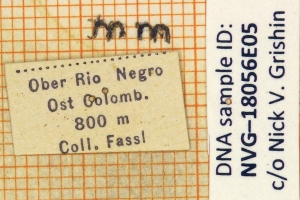 mm
Ober Rio Negro
Ost Colomb.
800 m
Coll. Fassl
DNA sample ID:
NVG–18056E05
c/o Nick V. Grishin